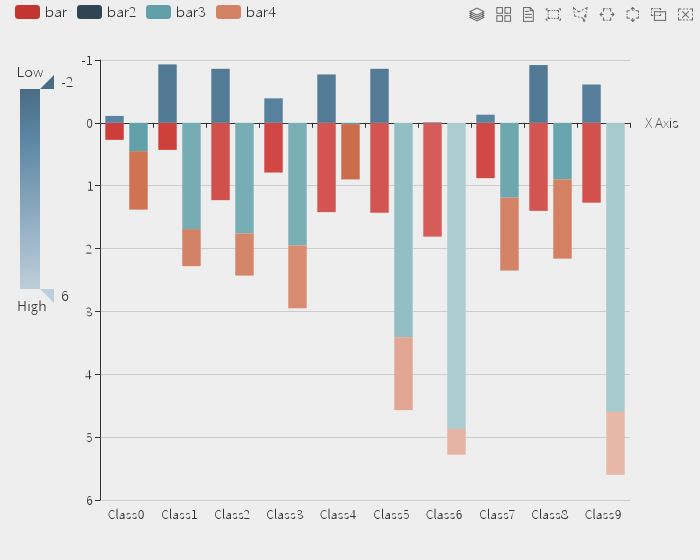 bar bar2 bar3 bar4
Low
-2
6
High
-1
0
1
2
3
4
5
6
X Axis
Class0 Class1 Class2 Class3 Class4 Class5 Class6 Class7 Class8 Class9